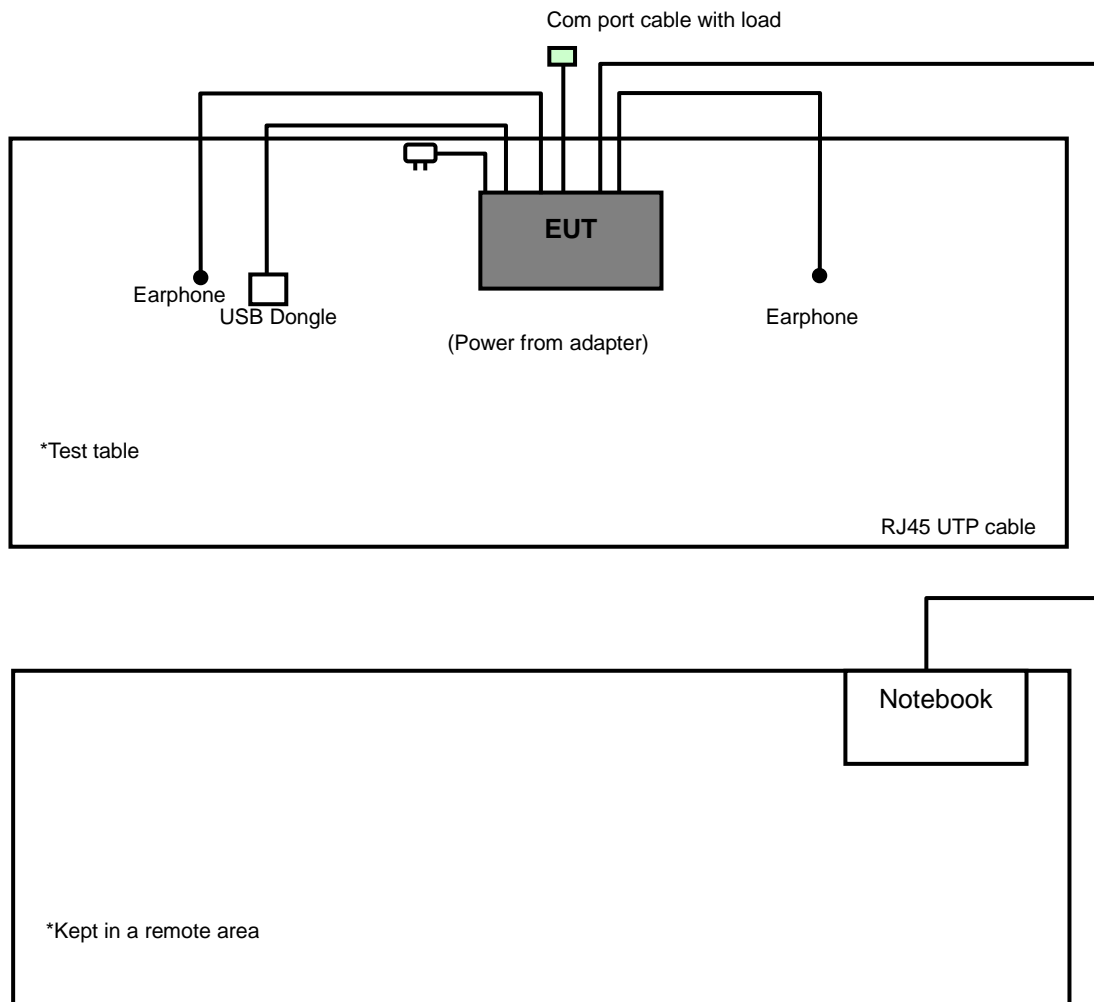 Com port cable with load
EUT
Earphone
USB Dongle
Earphone
(Power from adapter)
*Test table
RJ45 UTP cable
Notebook
*Kept in a remote area